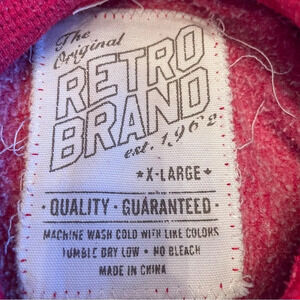 The
Original
RETRO
BRAND
est. 1962
*X-LARGE*
· QUALITY · GUARANTEED ·
MACHINE WASH COLD WITH LIKE COLORS
TUMBLE DRY LOW • NO BLEACH
MADE IN CHINA